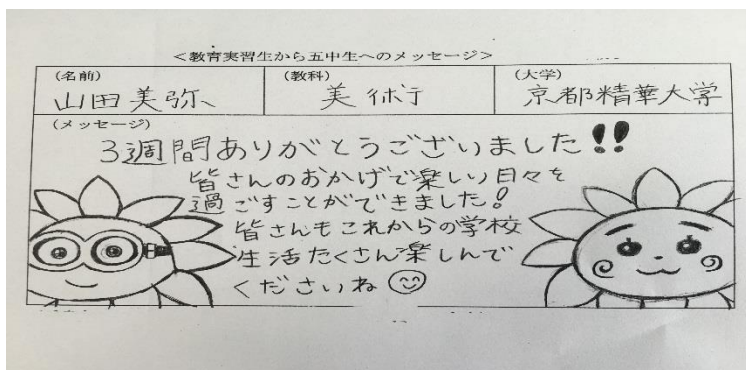 <教育実習生から五中生へのメッセージ>
(名前) (教科) (大学)
山田美弥 美術 京都精華大学
(メッセージ)
3週間ありがとうございました!!
皆さんのおかげで楽しい日々を
過ごすことができました!
皆さんもこれからの学校
生活たくさん楽しんで
くださいね